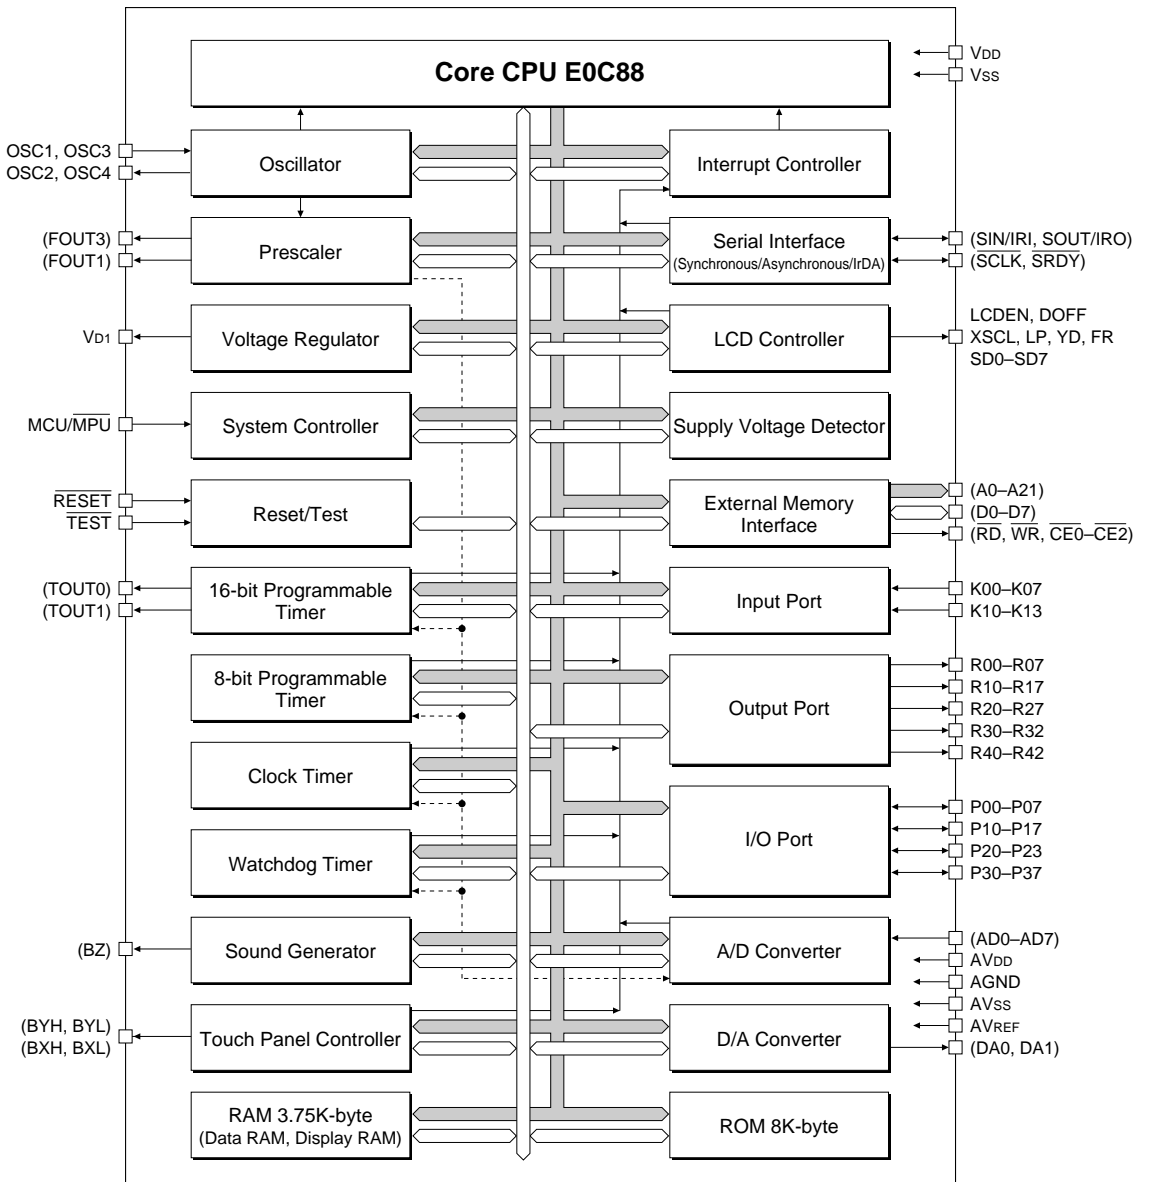 Core CPU E0C88
VDD
VSS
OSC1, OSC3
OSC2, OSC4
Oscillator
Interrupt Controller
(FOUT3)
(FOUT1)
Prescaler
Serial Interface
(Synchronous/Asynchronous/IrDA)
(SIN/IRI, SOUT/IRO)
(SCLK, SRDY)
VD1
Voltage Regulator
LCD Controller
LCDEN, DOFF
XSCL, LP, YD, FR
SD0–SD7
MCU/MPU
System Controller
Supply Voltage Detector
RESET
TEST
Reset/Test
External Memory
Interface
(A0–A21)
(D0–D7)
(RD, WR, CE0–CE2)
(TOUT0)
(TOUT1)
16-bit Programmable
Timer
Input Port
K00–K07
K10–K13
8-bit Programmable
Timer
Output Port
R00–R07
R10–R17
R20–R27
R30–R32
R40–R42
Clock Timer
I/O Port
P00–P07
P10–P17
P20–P23
P30–P37
Watchdog Timer
(BZ)
Sound Generator
A/D Converter
(AD0–AD7)
AVDD
AGND
AVSS
AVREF
(BYH, BYL)
(BXH, BXL)
Touch Panel Controller
D/A Converter
(DA0, DA1)
RAM 3.75K-byte
(Data RAM, Display RAM)
ROM 8K-byte